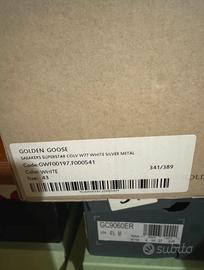 GOLDEN GOOSE
SNEAKERS SUPERSTAR COLV W77 WHITE SILVER METAL
Code:GWF00197.F000541
Color:WHITE
Size: 43
341/389
GC9060ER
subito